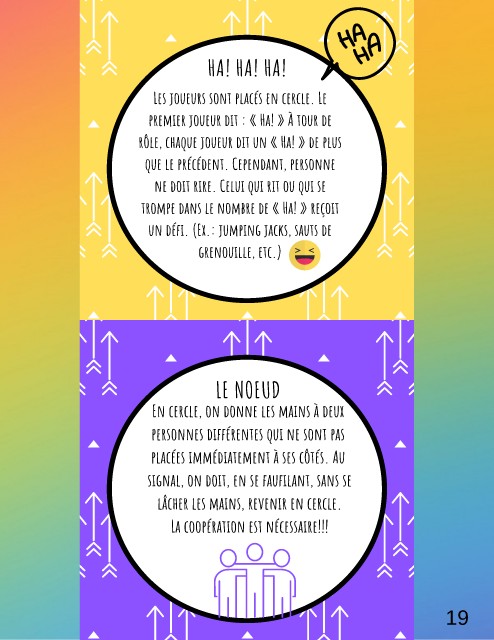 HA
HA
HA! HA! HA!
Les joueurs sont placés en cercle. Le
premier joueur dit : « Ha! » À tour de
rôle, chaque joueur dit un « Ha! » de plus
que le précédent. Cependant, personne
ne doit rire. Celui qui rit ou qui se
trompe dans le nombre de « Ha! » reçoit
un défi. (Ex. : jumping jacks, sauts de
grenouille, etc.)
LE NOEUD
En cercle, on donne les mains à deux
personnes différentes qui ne sont pas
placées immédiatement à ses côtés. Au
signal, on doit, en se faufilant, sans se
lâcher les mains, revenir en cercle.
La coopération est nécessaire!!!
19